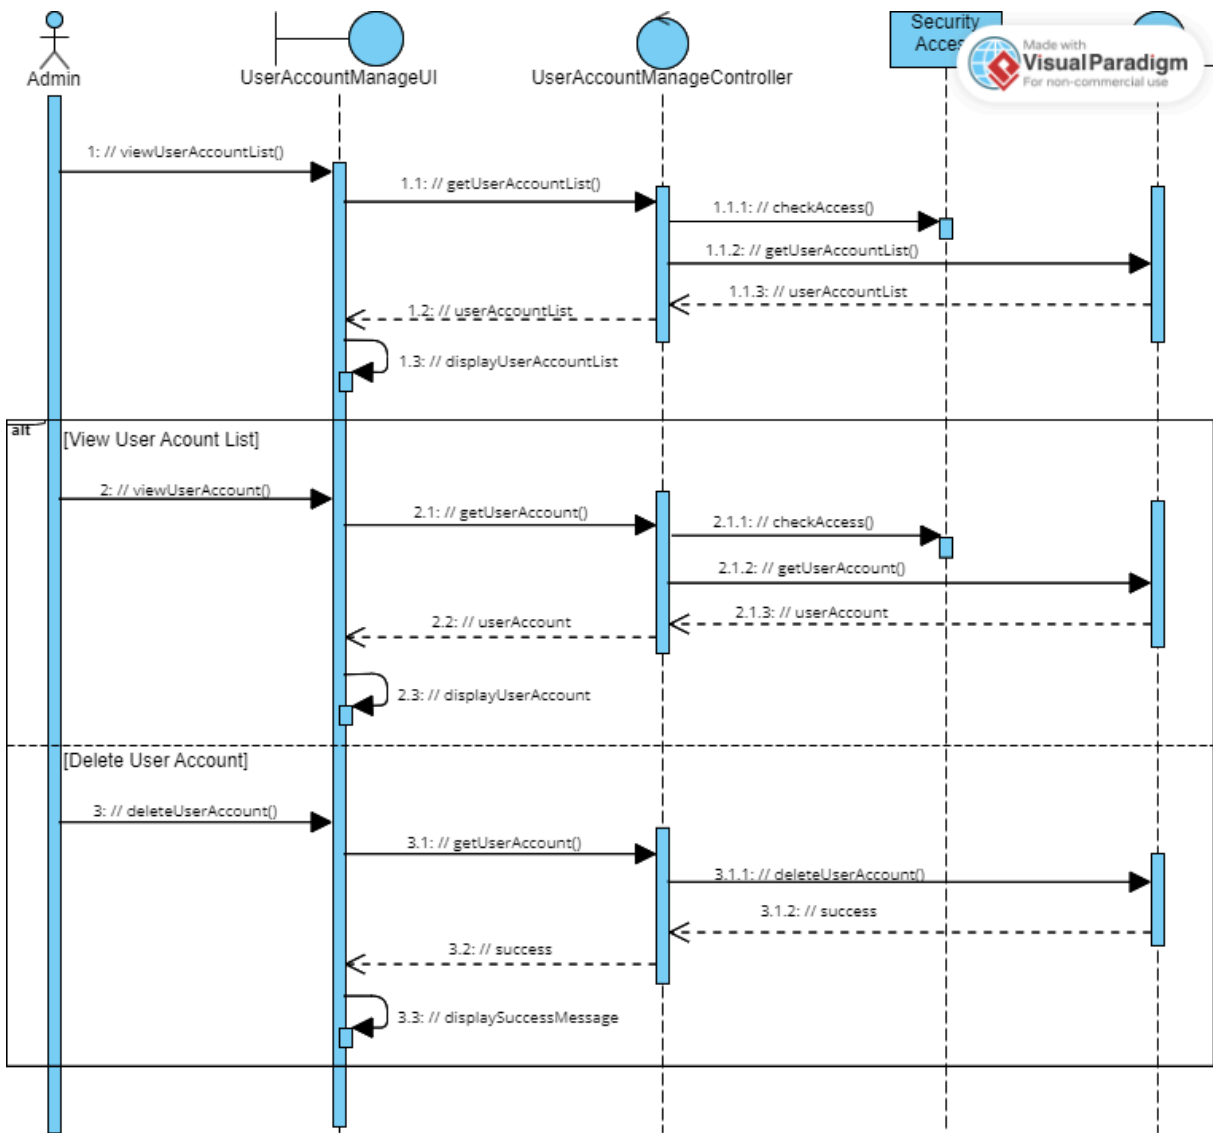 Security
Made with
VisualParadigm
For non-commercial use
Admin
UserAccountManageUI
UserAccountManageController
1: // viewUserAccountList()
1.1: // getUserAccountList()
1.1.1: // checkAccess()
1.1.2: // getUserAccountList()
1.1.3: // userAccountList
1.2: // userAccountList
1.3: // displayUserAccountList
alt
[View User Acount List]
2: // viewUserAccount()
2.1: // getUserAccount()
2.1.1: // checkAccess()
2.1.2: // getUserAccount()
2.1.3: // userAccount
2.2: // userAccount
2.3: // displayUserAccount
[Delete User Account]
3: // deleteUserAccount()
3.1: // getUserAccount()
3.1.1: // deleteUserAccount()
3.1.2: // success
3.2: // success
3.3: // displaySuccessMessage